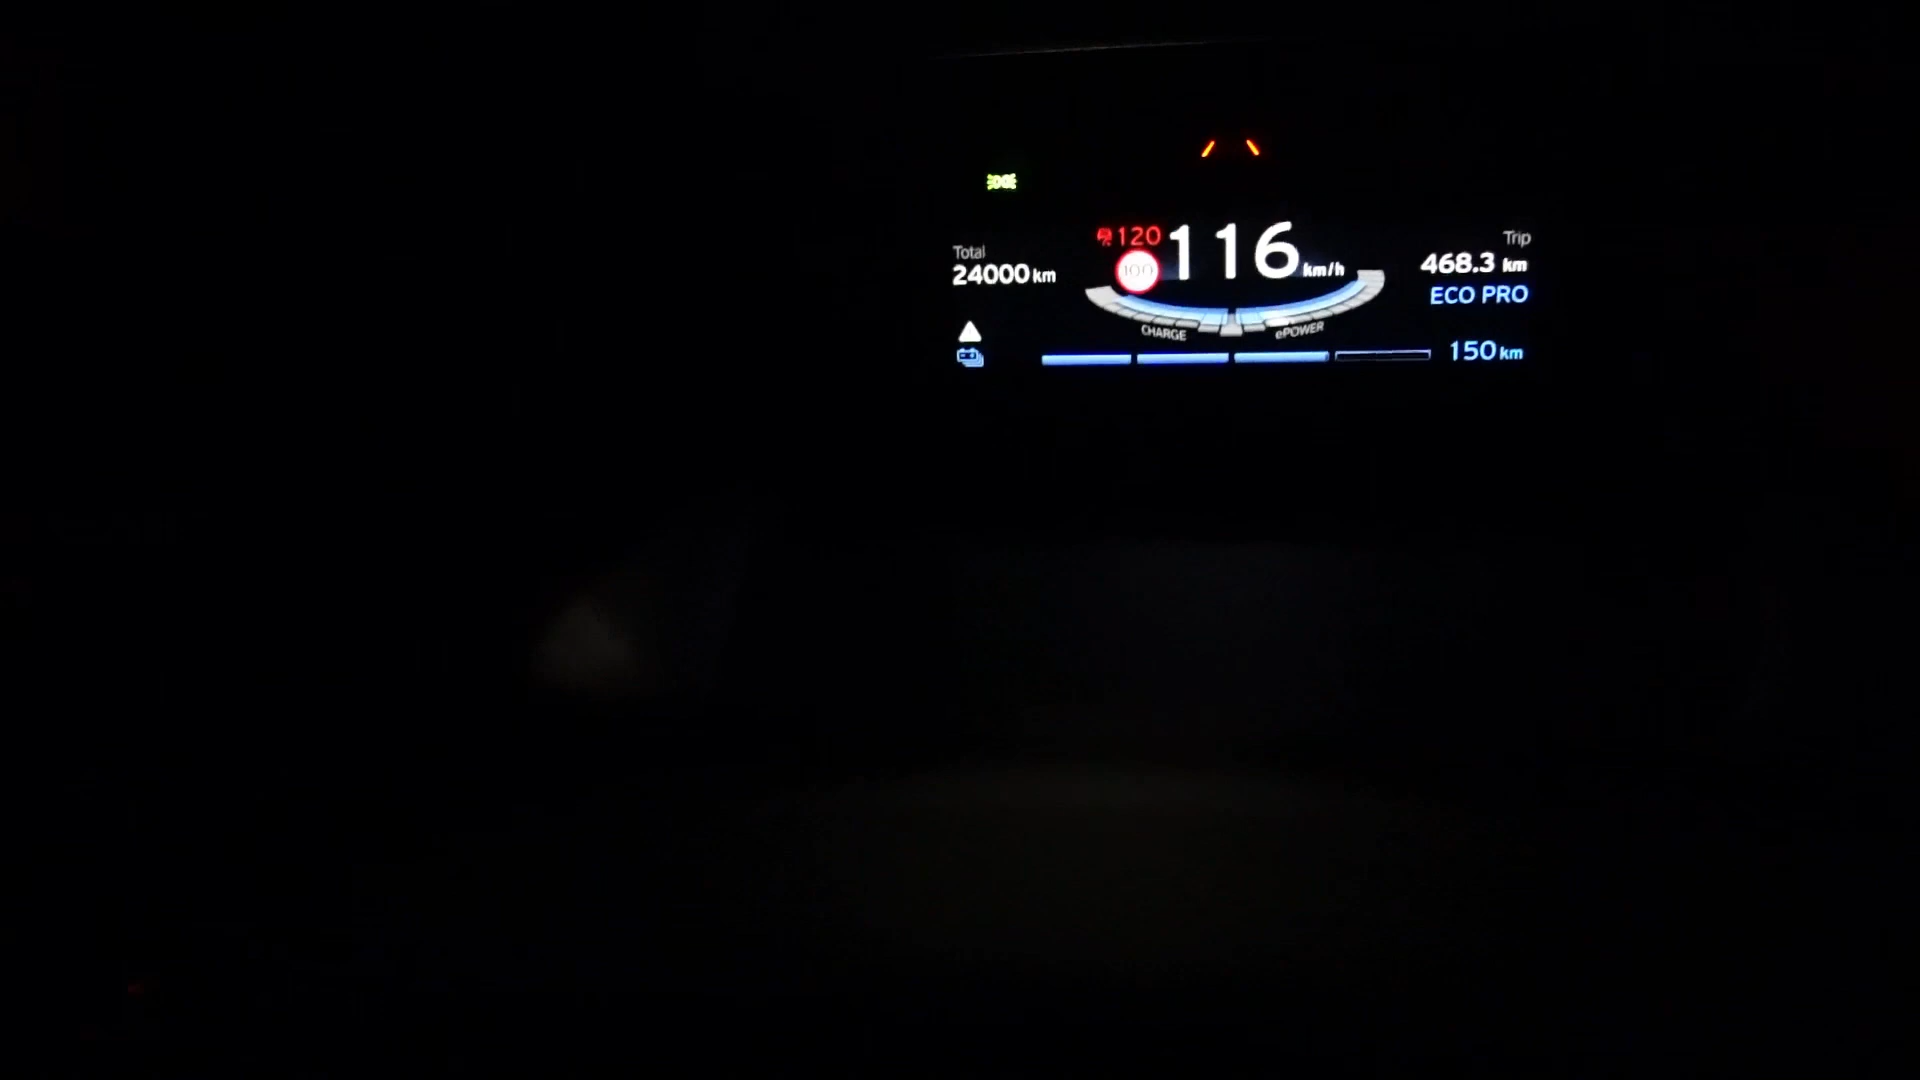 120
116 km/h
100
Total
24000 km
Trip
468.3 km
ECO PRO
CHARGE
ePOWER
150 km